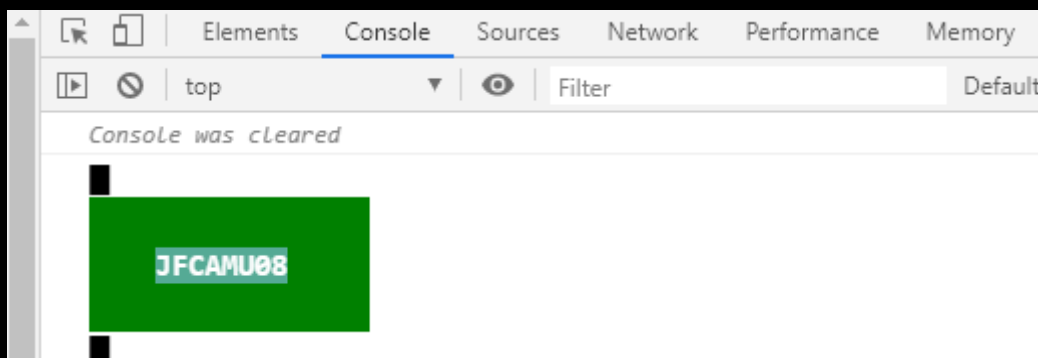 Elements Console Sources Network Performance Memory
top Filter Default
Console was cleared
JFCAMU08